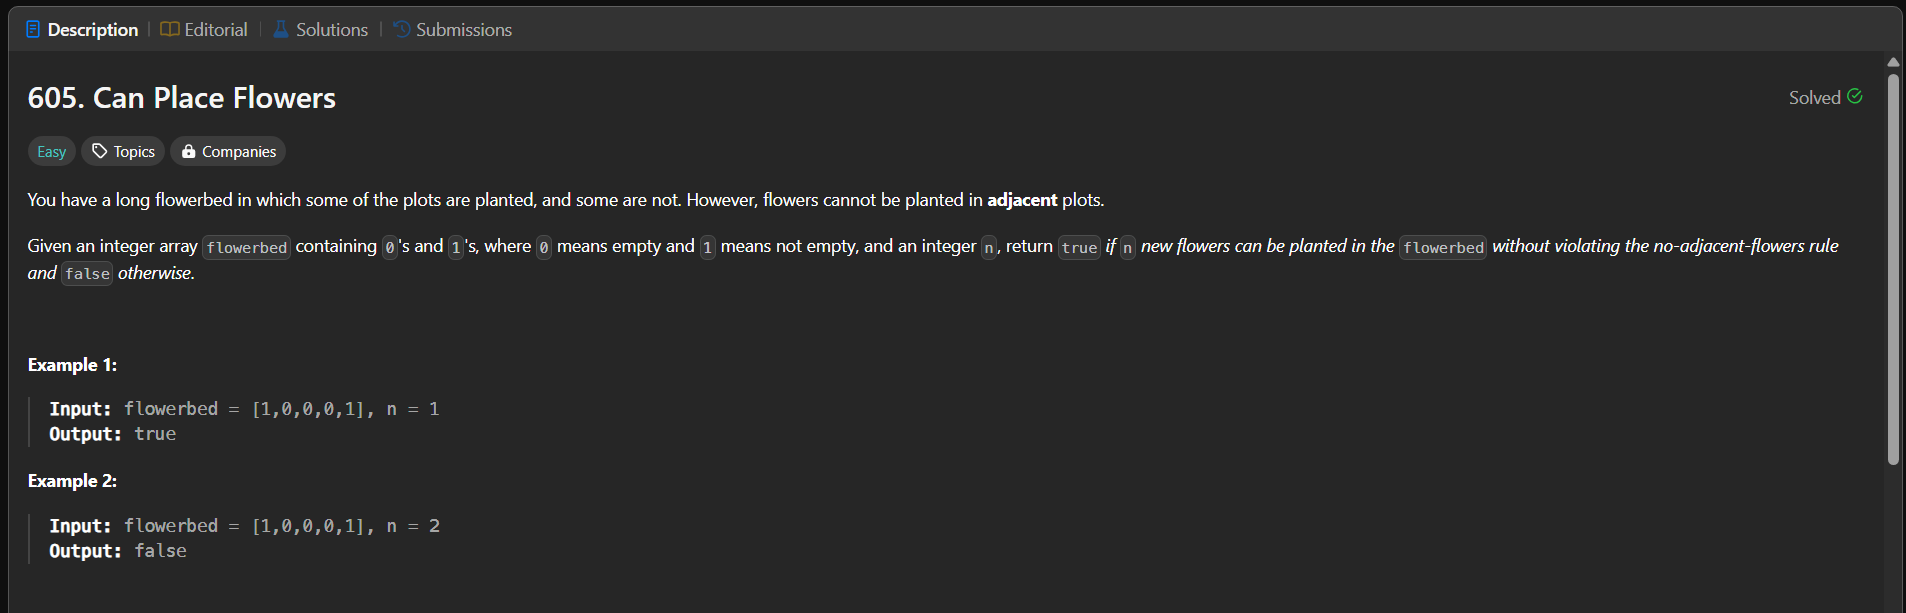 Description | Editorial | Solutions | Submissions
605. Can Place Flowers
Solved
Easy Topics Companies
You have a long flowerbed in which some of the plots are planted, and some are not. However, flowers cannot be planted in adjacent plots.
Given an integer array flowerbed containing 0's and 1's, where 0 means empty and 1 means not empty, and an integer n, return true if n new flowers can be planted in the flowerbed without violating the no-adjacent-flowers rule
and false otherwise.
Example 1:
Input: flowerbed = [1,0,0,0,1], n = 1
Output: true
Example 2:
Input: flowerbed = [1,0,0,0,1], n = 2
Output: false